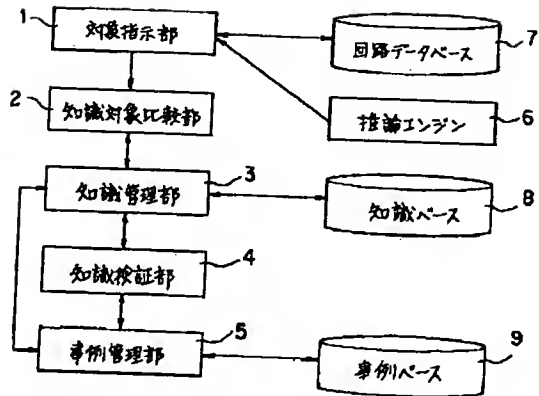 1
対象指示部
7
回路データベース
2
知識対象比較部
推論エンジン
6
3
知識管理部
8
知識ベース
4
知識検証部
5
事例管理部
9
事例ベース